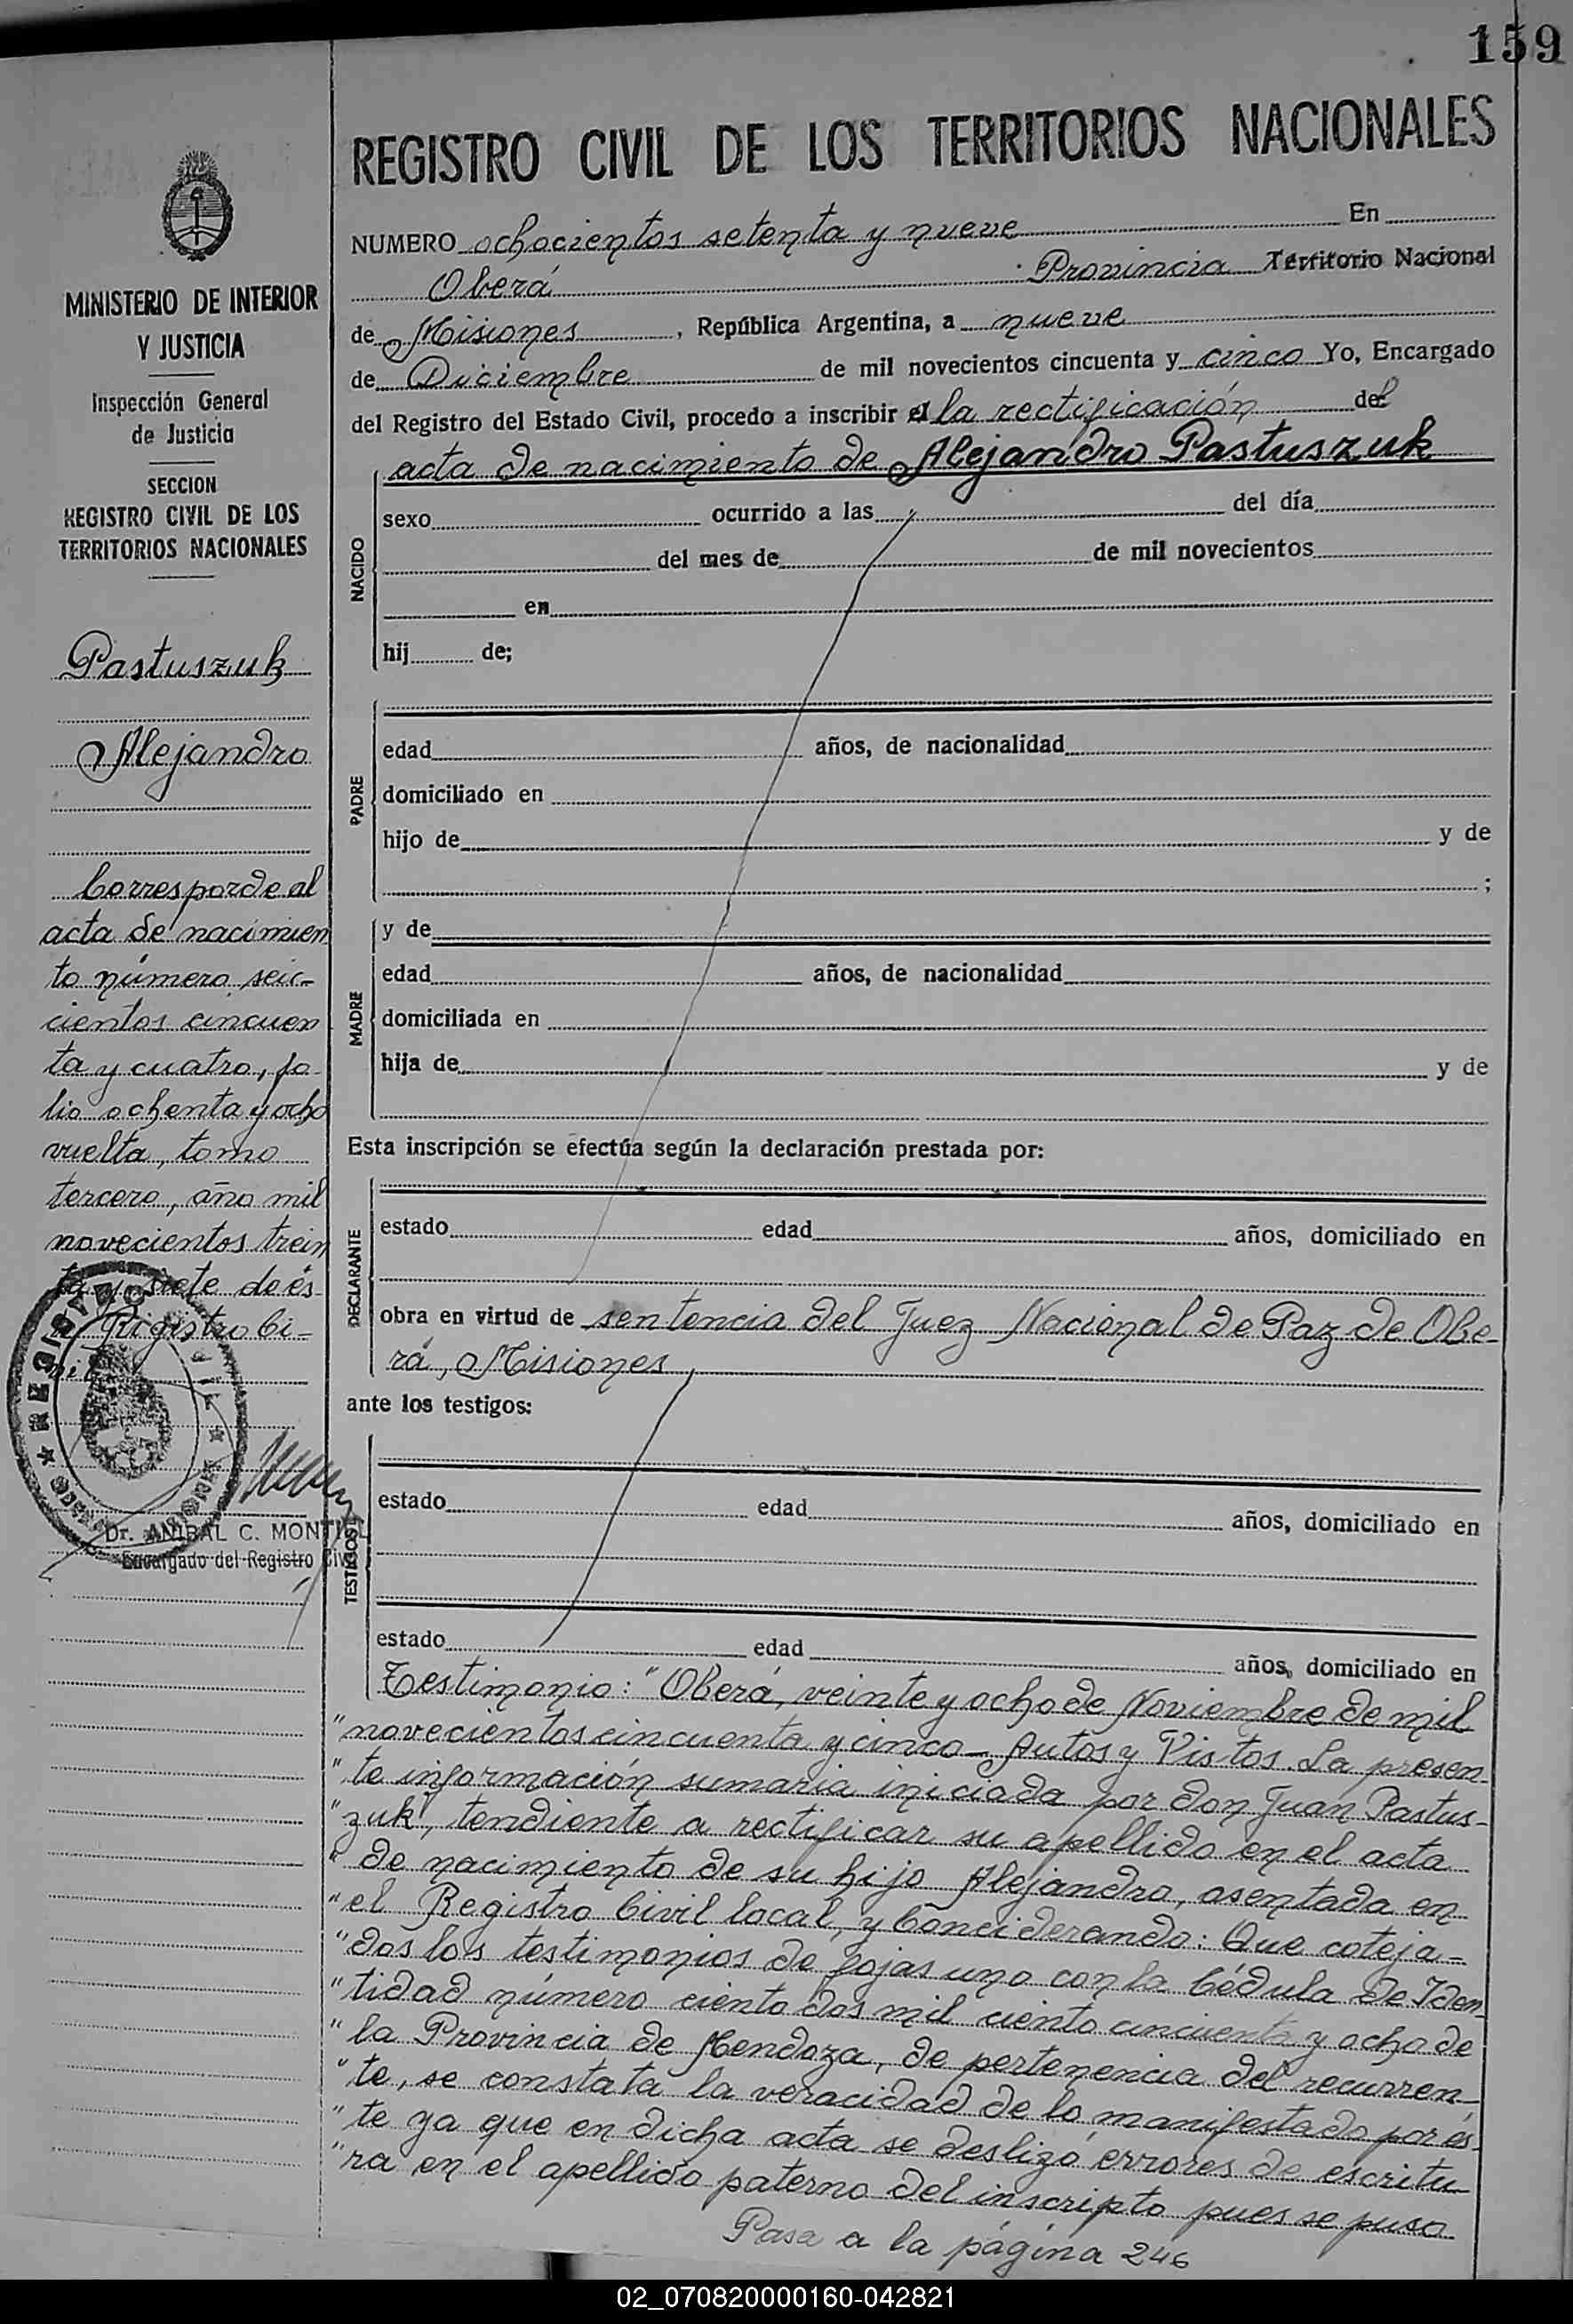 159
REGISTRO CIVIL DE LOS TERRITORIOS NACIONALES
MINISTERIO DE INTERIOR
Y JUSTICIA
Inspección General
de Justicia
SECCION
REGISTRO CIVIL DE LOS
TERRITORIOS NACIONALES
Pastuszuk
Alejandro
Corresponde al
acta de nacimien
to número seis-
cientos cincuen
ta y cuatro, fo-
lio ochenta y ocho
vuelta, tomo
tercero, año mil
novecientos trein
ta y siete de és-
Registro Ci-
vil
REGISTRO CIVIL
Dr. ANIBAL C. MONTIEL
Encargado del Registro Civil
NUMERO ochocientos setenta y nueve En
Oberá Provincia Territorio Nacional
de Misiones, República Argentina, a nueve
de Diciembre de mil novecientos cincuenta y cinco Yo, Encargado
del Registro del Estado Civil, procedo a inscribir el la rectificación del
acta de nacimiento de Alejandro Pastuszuk
NACIDO
sexo ocurrido a las del día
del mes de de mil novecientos
en
hij de;
PADRE
edad años, de nacionalidad
domiciliado en
hijo de y de
;
MADRE
y de
edad años, de nacionalidad
domiciliada en
hija de y de
Esta inscripción se efectúa según la declaración prestada por:
DECLARANTE
estado edad años, domiciliado en
obra en virtud de sentencia del Juez Nacional de Paz de Obe-
rá, Misiones
ante los testigos:
TESTIGOS
estado edad años, domiciliado en
estado edad años, domiciliado en
Testimonio: "Oberá, veinte y ocho de Noviembre de mil
"novecientos cincuenta y cinco - Autos y Vistos. La presen-
"te información sumaria iniciada por don Juan Pastus-
"zuk", tendiente a rectificar su apellido en el acta
"de nacimiento de su hijo Alejandro, asentada en
"el Registro Civil local, y Conciderando: Que coteja-
"dos los testimonios de fojas uno con la Cédula de Iden
"tidad número ciento dos mil ciento cincuenta y ocho de
"la Provincia de Mendoza, de pertenencia del recurren-
"te, se constata la veracidad de lo manifestado por és-
"te ya que en dicha acta se deslizó errores de escritu-
"ra en el apellido paterno del inscripto pues se puso
Pasa a la página 246
02_070820000160-042821